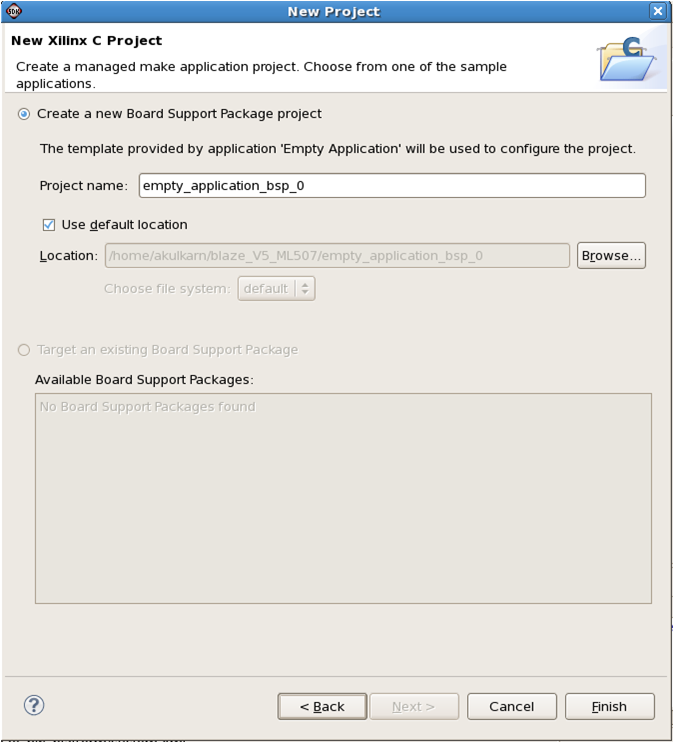 SDK
New Project
New Xilinx C Project
Create a managed make application project. Choose from one of the sample
applications.
C
Create a new Board Support Package project
The template provided by application 'Empty Application' will be used to configure the project.
Project name: empty_application_bsp_0
Use default location
Location: /home/akulkarn/blaze_V5_ML507/empty_application_bsp_0 Browse...
Choose file system: default
Target an existing Board Support Package
Available Board Support Packages:
No Board Support Packages found
? < Back Next > Cancel Finish